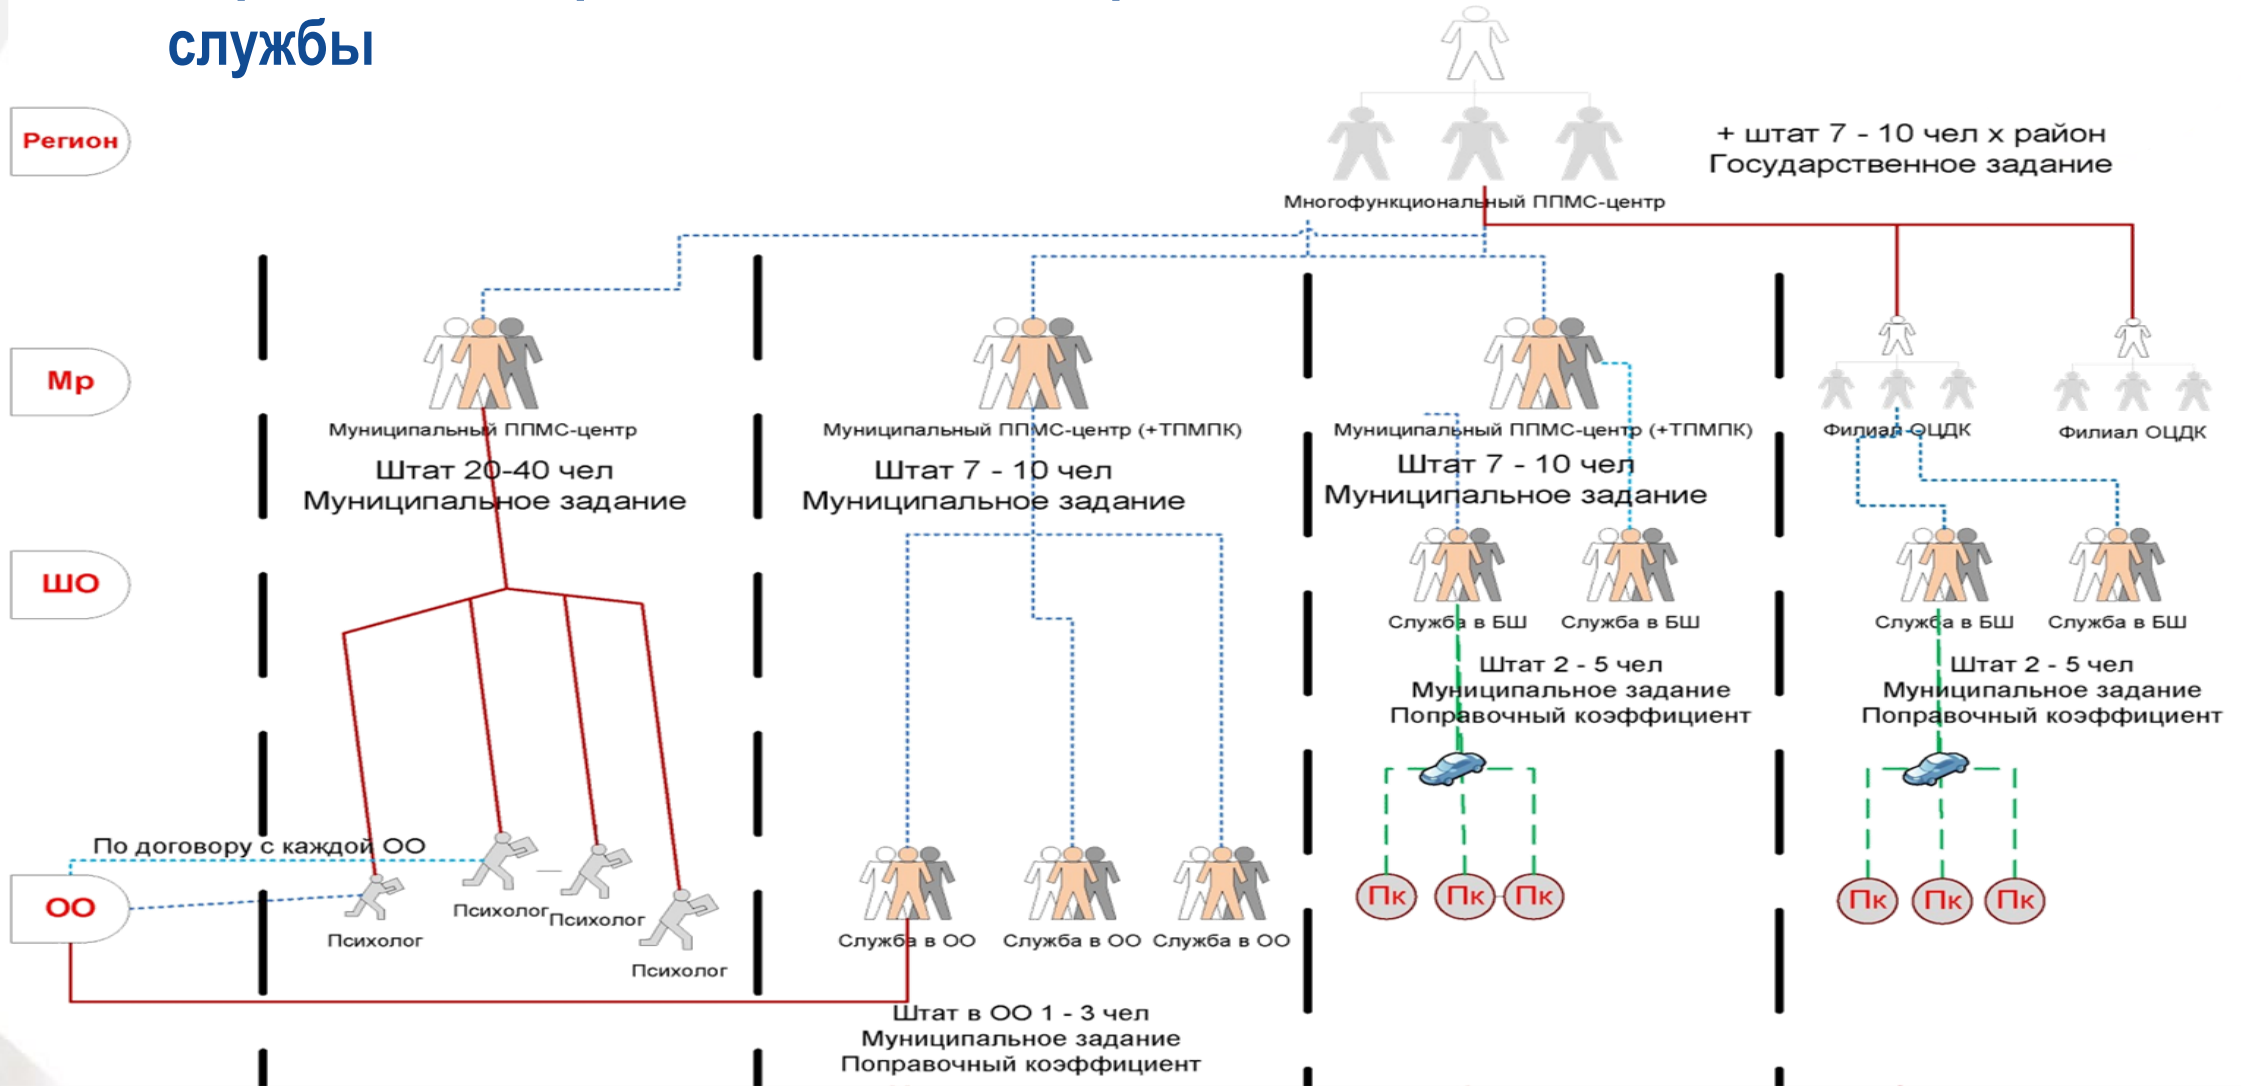 службы
Регион
+ штат 7 - 10 чел х район
Государственное задание
Многофункциональный ППМС-центр
Мр
Муниципальный ППМС-центр
Штат 20-40 чел
Муниципальное задание
Муниципальный ППМС-центр (+ТПМПК)
Штат 7 - 10 чел
Муниципальное задание
Муниципальный ППМС-центр (+ТПМПК)
Штат 7 - 10 чел
Муниципальное задание
Филиал ОЦДК
Филиал ОЦДК
ШО
Служба в БШ
Служба в БШ
Штат 2 - 5 чел
Муниципальное задание
Поправочный коэффициент
Служба в БШ
Служба в БШ
Штат 2 - 5 чел
Муниципальное задание
Поправочный коэффициент
По договору с каждой ОО
ОО
Психолог
Психолог
Психолог
Психолог
Служба в ОО
Служба в ОО
Служба в ОО
Пк
Пк
Пк
Пк
Пк
Пк
Штат в ОО 1 - 3 чел
Муниципальное задание
Поправочный коэффициент